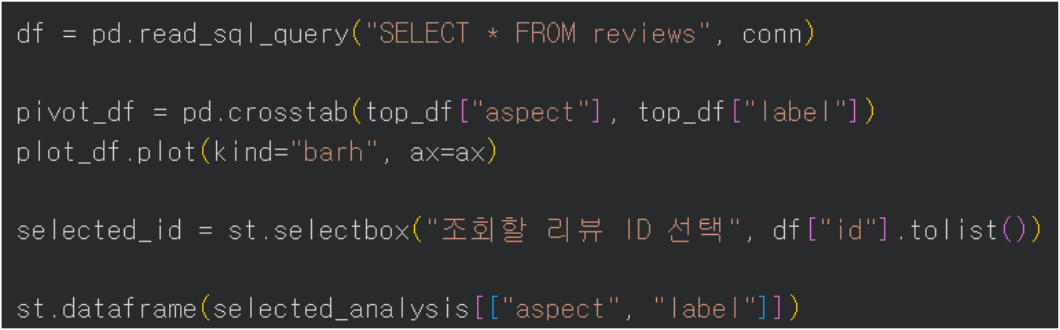 df = pd.read_sql_query("SELECT * FROM reviews", conn)
pivot_df = pd.crosstab(top_df["aspect"], top_df["label"])
plot_df.plot(kind="barh", ax=ax)
selected_id = st.selectbox("조회할 리뷰 ID 선택", df["id"].tolist())
st.dataframe(selected_analysis[["aspect", "label"]])